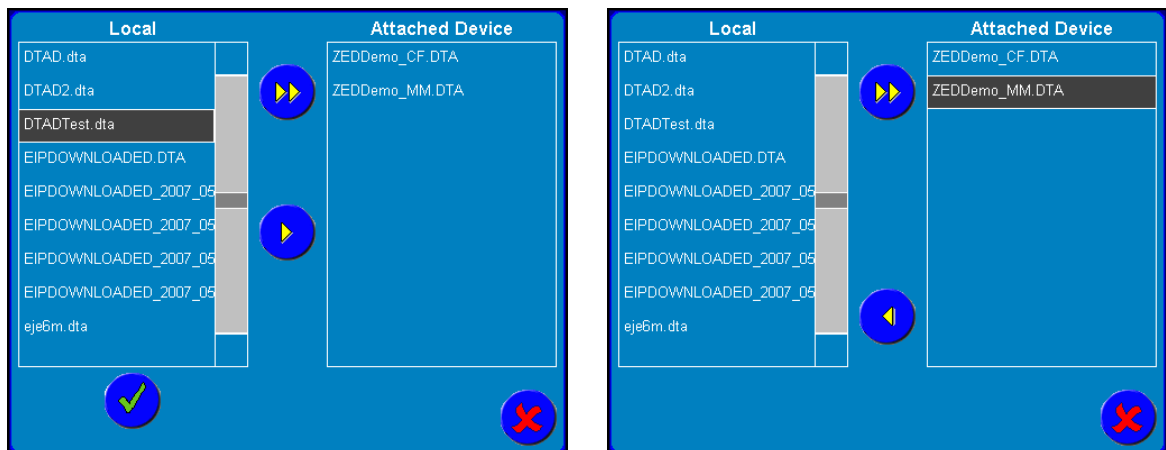 Local
DTAD.dta
DTAD2.dta
DTADTest.dta
EIPDOWNLOADED.DTA
EIPDOWNLOADED_2007_05
EIPDOWNLOADED_2007_05
EIPDOWNLOADED_2007_05
EIPDOWNLOADED_2007_05
eje6m.dta
Attached Device
ZEDDemo_CF.DTA
ZEDDemo_MM.DTA
Local
DTAD.dta
DTAD2.dta
DTADTest.dta
EIPDOWNLOADED.DTA
EIPDOWNLOADED_2007_05
EIPDOWNLOADED_2007_05
EIPDOWNLOADED_2007_05
EIPDOWNLOADED_2007_05
eje6m.dta
Attached Device
ZEDDemo_CF.DTA
ZEDDemo_MM.DTA